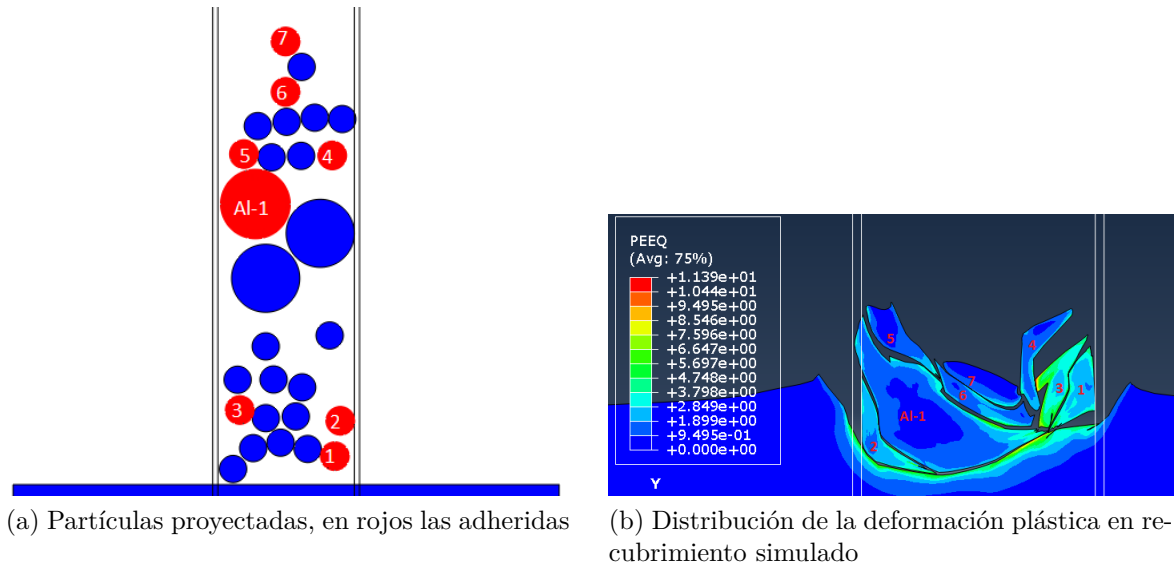 7
6
5
4
Al-1
3
2
1
(a) Partículas proyectadas, en rojos las adheridas
PEEQ
(Avg: 75%)
+1.139e+01
+1.044e+01
+9.495e+00
+8.546e+00
+7.596e+00
+6.647e+00
+5.697e+00
+4.748e+00
+3.798e+00
+2.849e+00
+1.899e+00
+9.495e-01
+0.000e+00
Y
5
4
7
6
3
1
Al-1
2
(b) Distribución de la deformación plástica en re-
cubrimiento simulado